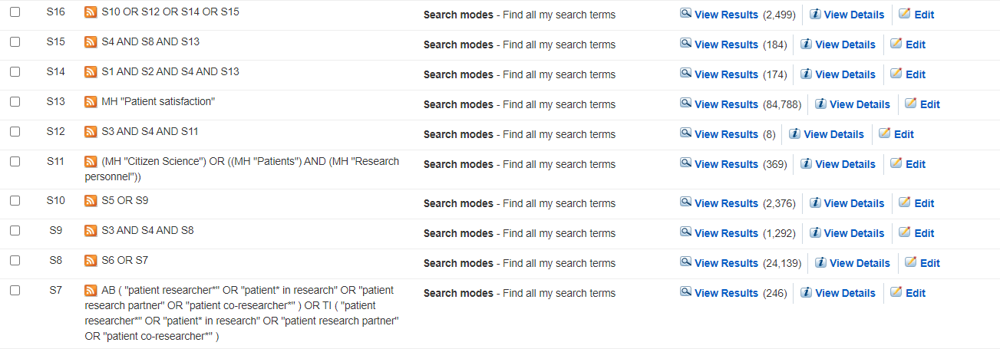 S16 S10 OR S12 OR S14 OR S15 Search modes - Find all my search terms View Results (2,499) View Details Edit
S15 S4 AND S8 AND S13 Search modes - Find all my search terms View Results (184) View Details Edit
S14 S1 AND S2 AND S4 AND S13 Search modes - Find all my search terms View Results (174) View Details Edit
S13 MH "Patient satisfaction" Search modes - Find all my search terms View Results (84,788) View Details Edit
S12 S3 AND S4 AND S11 Search modes - Find all my search terms View Results (8) View Details Edit
S11 (MH "Citizen Science") OR ((MH "Patients") AND (MH "Research Search modes - Find all my search terms View Results (369) View Details Edit
personnel"))
S10 S5 OR S9 Search modes - Find all my search terms View Results (2,376) View Details Edit
S9 S3 AND S4 AND S8 Search modes - Find all my search terms View Results (1,292) View Details Edit
S8 S6 OR S7 Search modes - Find all my search terms View Results (24,139) View Details Edit
S7 AB ( "patient researcher*" OR "patient* in research" OR "patient Search modes - Find all my search terms View Results (246) View Details Edit
research partner" OR "patient co-researcher*" ) OR TI ( "patient
researcher*" OR "patient* in research" OR "patient research partner"
OR "patient co-researcher*" )